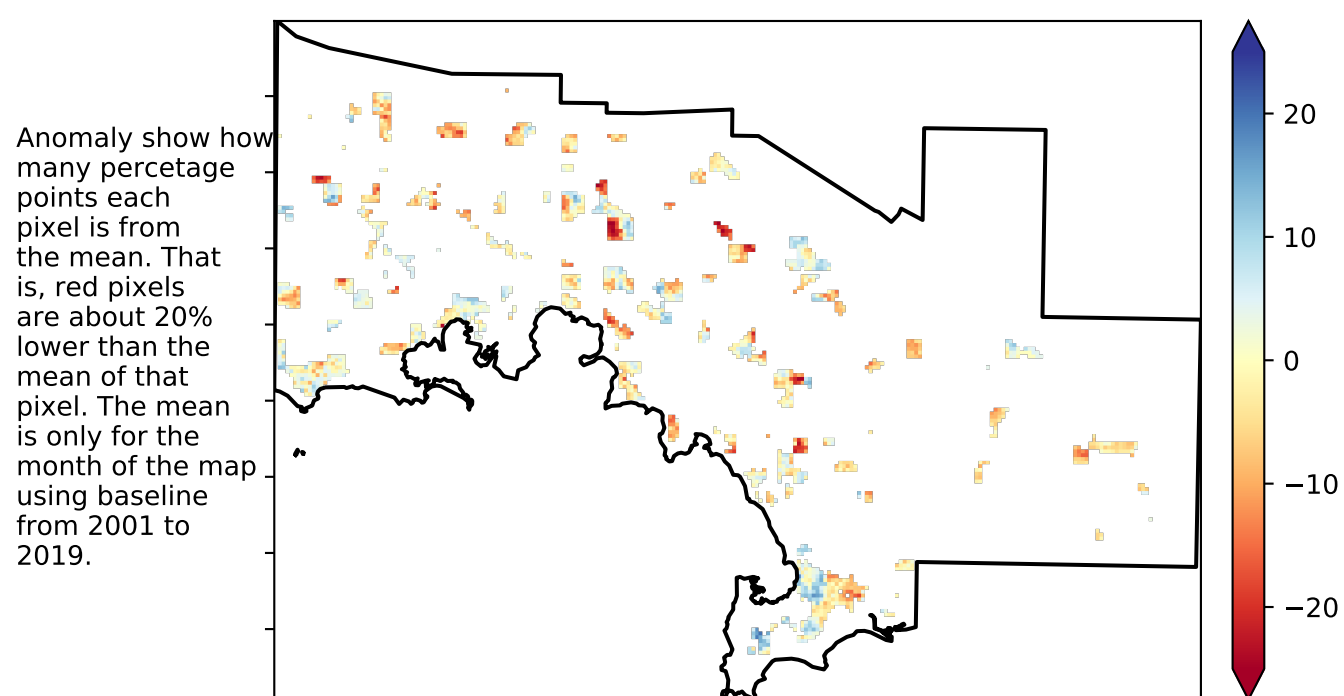 Anomaly show how
many percetage
points each
pixel is from
the mean. That
is, red pixels
are about 20%
lower than the
mean of that
pixel. The mean
is only for the
month of the map
using baseline
from 2001 to
2019.
20
10
0
−10
−20